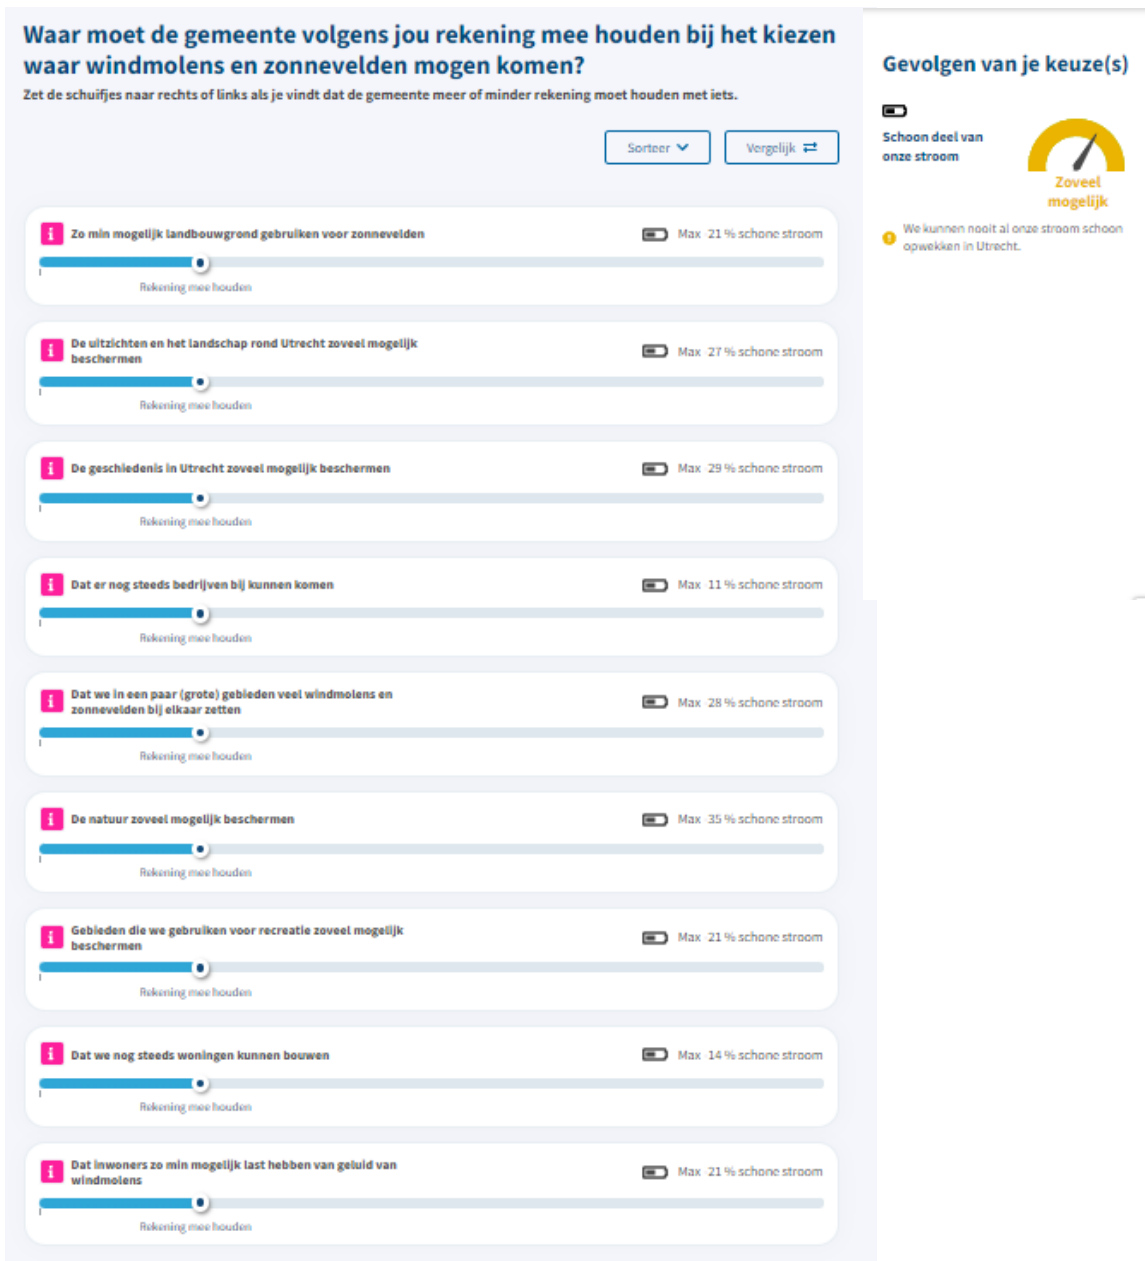 Waar moet de gemeente volgens jou rekening mee houden bij het kiezen
waar windmolens en zonnevelden mogen komen?
Zet de schuifjes naar rechts of links als je vindt dat de gemeente meer of minder rekening moet houden met iets.
Sorteer
Vergelijk
Zo min mogelijk landbouwgrond gebruiken voor zonnevelden
Max -21 % schone stroom
Rekening mee houden
De uitzichten en het landschap rond Utrecht zoveel mogelijk
beschermen
Max -27 % schone stroom
Rekening mee houden
De geschiedenis in Utrecht zoveel mogelijk beschermen
Max -29 % schone stroom
Rekening mee houden
Dat er nog steeds bedrijven bij kunnen komen
Max -11 % schone stroom
Rekening mee houden
Dat we in een paar (grote) gebieden veel windmolens en
zonnevelden bij elkaar zetten
Max -28 % schone stroom
Rekening mee houden
De natuur zoveel mogelijk beschermen
Max -35 % schone stroom
Rekening mee houden
Gebieden die we gebruiken voor recreatie zoveel mogelijk
beschermen
Max -21 % schone stroom
Rekening mee houden
Dat we nog steeds woningen kunnen bouwen
Max -14 % schone stroom
Rekening mee houden
Dat inwoners zo min mogelijk last hebben van geluid van
windmolens
Max -21 % schone stroom
Rekening mee houden
Gevolgen van je keuze(s)
Schoon deel van
onze stroom
Zoveel
mogelijk
We kunnen nooit al onze stroom schoon
opwekken in Utrecht.